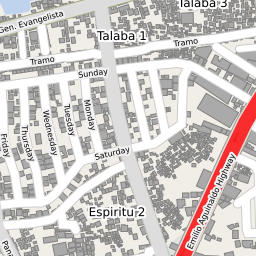 Talaba 3
Gen. Evangelista
Talaba 1
Tramo
Tramo
Sunday
Monday
Tuesday
Wednesday
Thursday
Friday
Saturday
Espiritu 2
Emilio Aguinaldo Highway